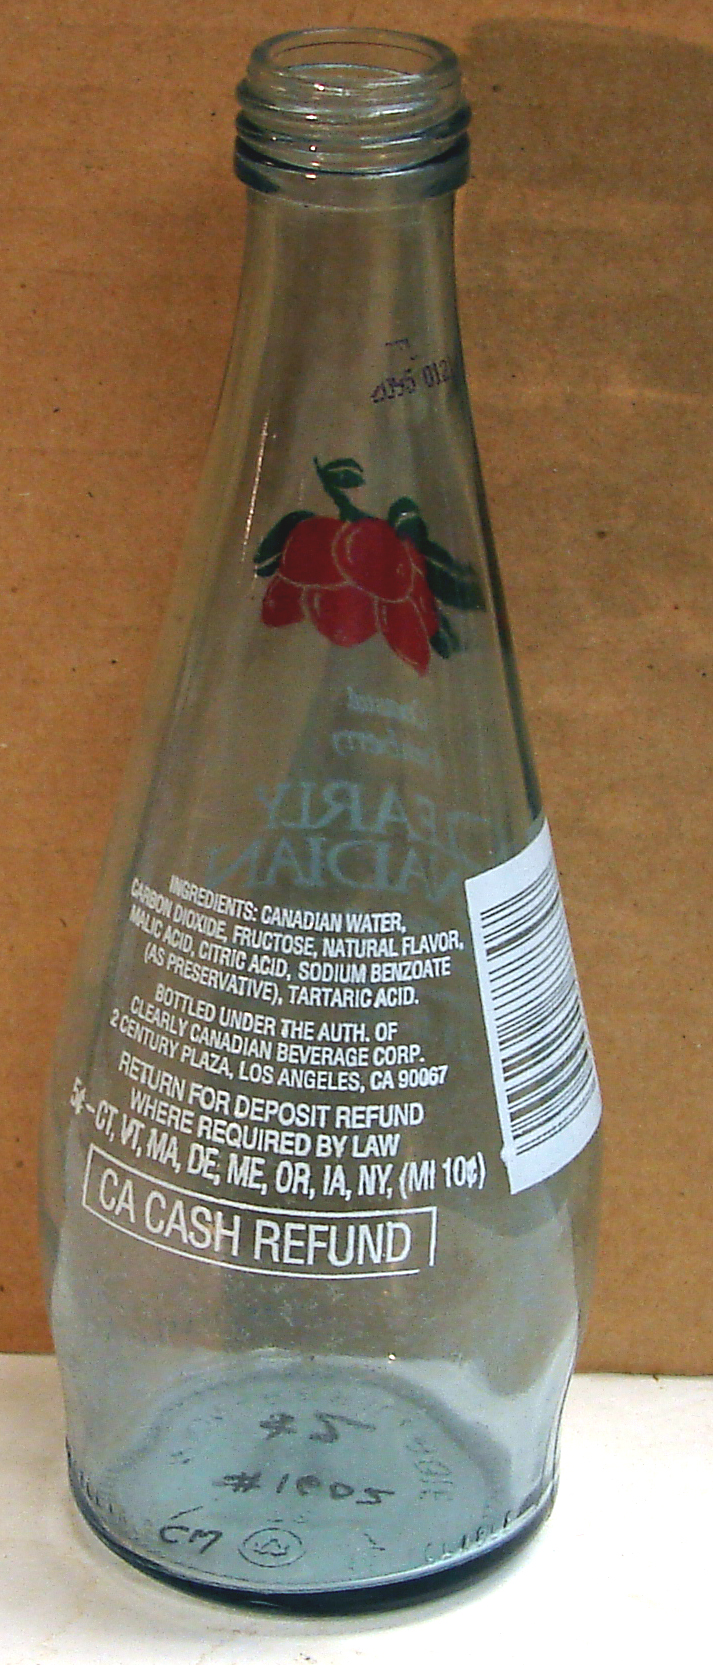 CLEARLY
INGREDIENTS: CANADIAN WATER,
CARBON DIOXIDE, FRUCTOSE, NATURAL FLAVOR,
MALIC ACID, CITRIC ACID, SODIUM BENZOATE
(AS PRESERVATIVE), TARTARIC ACID.
BOTTLED UNDER THE AUTH. OF
CLEARLY CANADIAN BEVERAGE CORP.
2 CENTURY PLAZA, LOS ANGELES, CA 90067
RETURN FOR DEPOSIT REFUND
WHERE REQUIRED BY LAW
5¢-CT, VT, MA, DE, ME, OR, IA, NY, (MI 10¢)
CA CASH REFUND
#5
#1005
CM